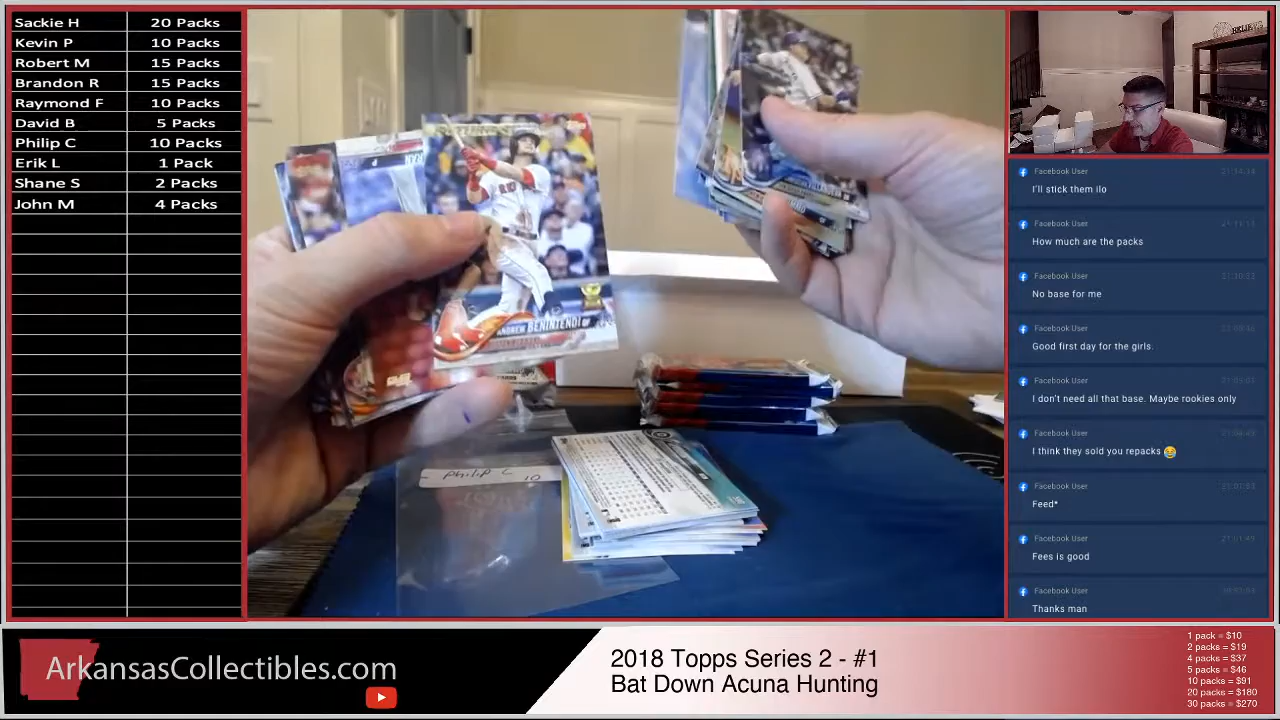 Sackie H 20 Packs
Kevin P 10 Packs
Robert M 15 Packs
Brandon R 15 Packs
Raymond F 10 Packs
David B 5 Packs
Philip C 10 Packs
Erik L 1 Pack
Shane S 2 Packs
John M 4 Packs
ANDREW BENINTENDI OF
Philip C 10
Facebook User
I'll stick them ilo
Facebook User
How much are the packs
Facebook User
No base for me
Facebook User
Good first day for the girls.
Facebook User
I don't need all that base. Maybe rookies only
Facebook User
I think they sold you repacks 😂
Facebook User
Feed*
Facebook User
Fees is good
Facebook User
Thanks man
ArkansasCollectibles.com
2018 Topps Series 2 - #1
Bat Down Acuna Hunting
1 pack = $10
2 packs = $19
4 packs = $37
5 packs = $46
10 packs = $91
20 packs = $180
30 packs = $270